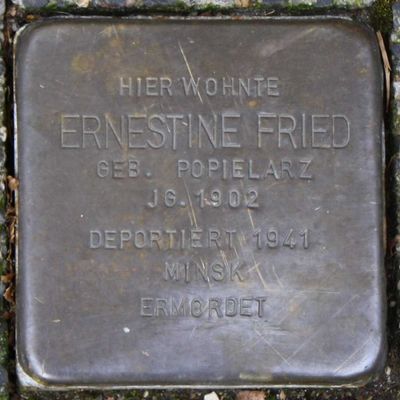 HIER WOHNTE
ERNESTINE FRIED
GEB. POPIELARZ
JG. 1902
DEPORTIERT 1941
MINSK
ERMORDET